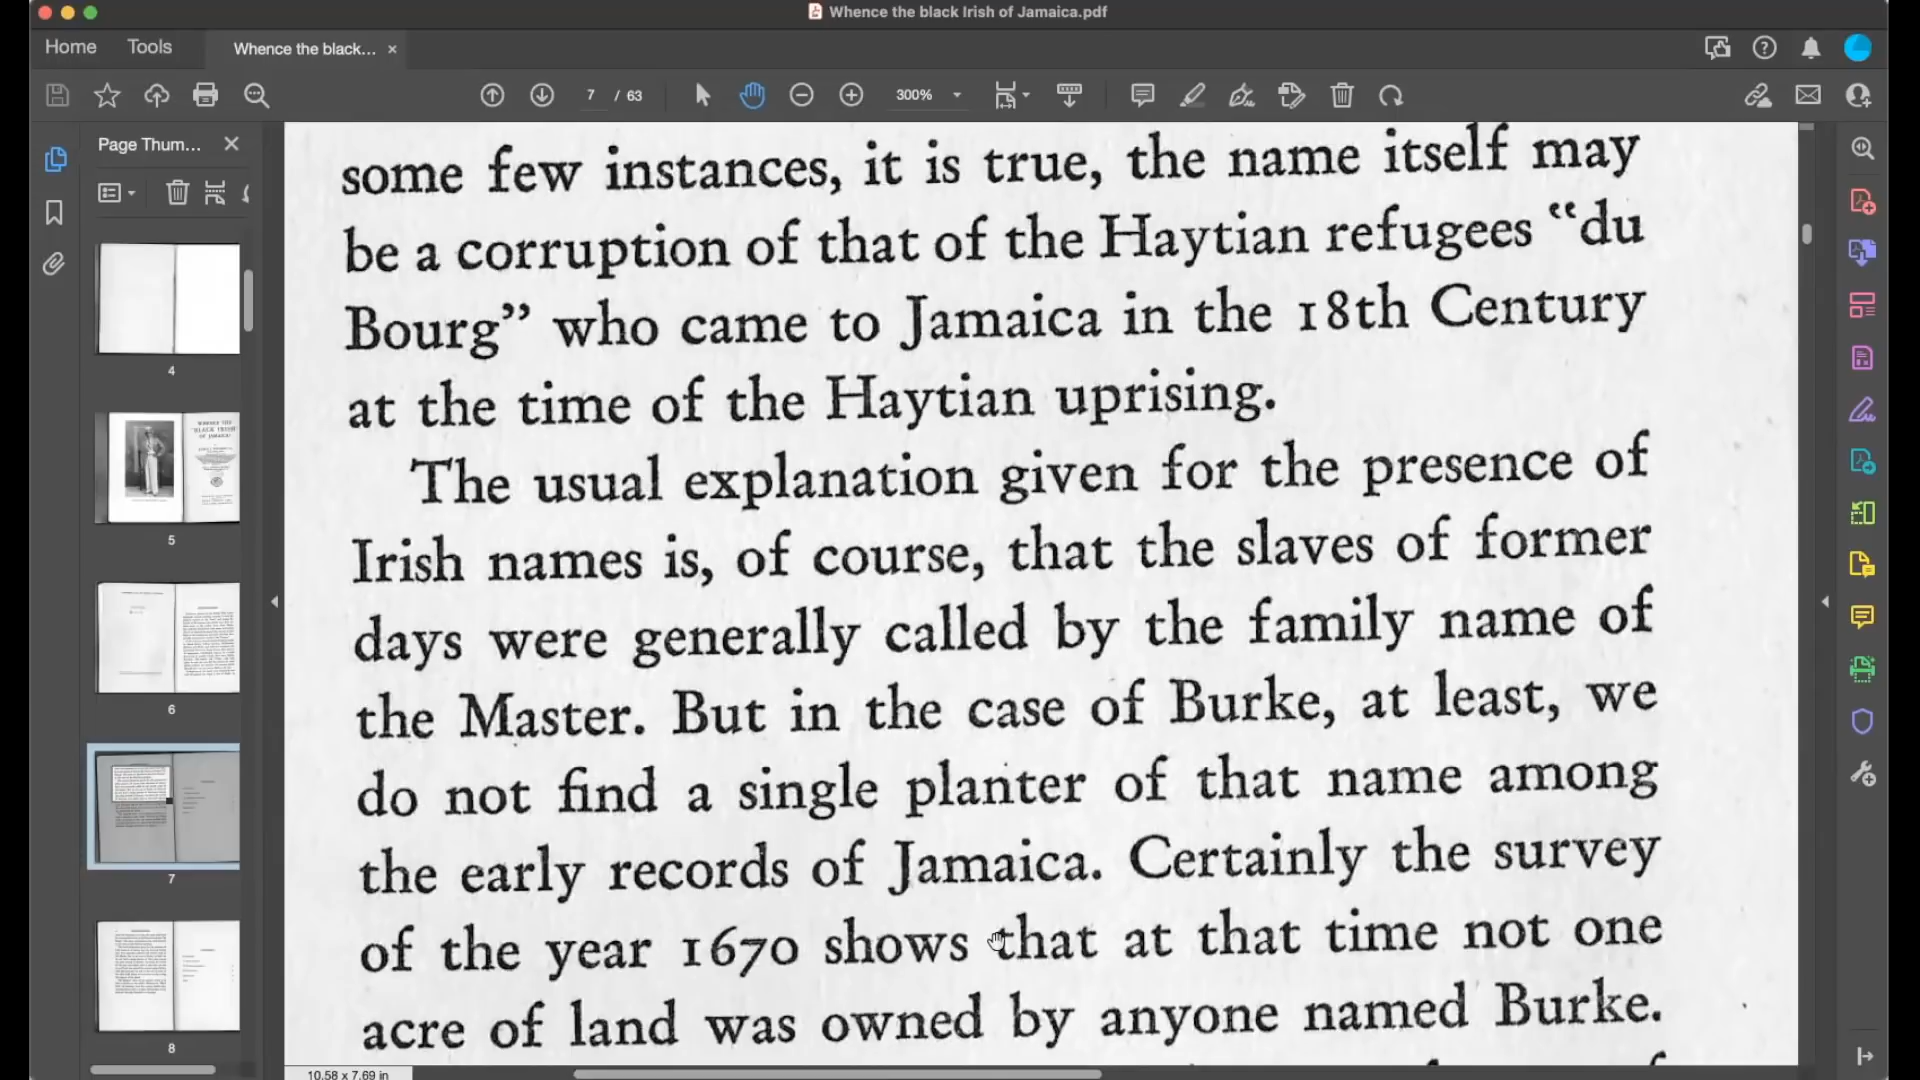 Whence the black Irish of Jamaica.pdf
Home Tools Whence the black... ×
7 / 63 300%
Page Thum...
4
5
6
7
8
some few instances, it is true, the name itself may
be a corruption of that of the Haytian refugees "du
Bourg" who came to Jamaica in the 18th Century
at the time of the Haytian uprising.
The usual explanation given for the presence of
Irish names is, of course, that the slaves of former
days were generally called by the family name of
the Master. But in the case of Burke, at least, we
do not find a single planter of that name among
the early records of Jamaica. Certainly the survey
of the year 1670 shows that at that time not one
acre of land was owned by anyone named Burke.
10.58 x 7.69 in